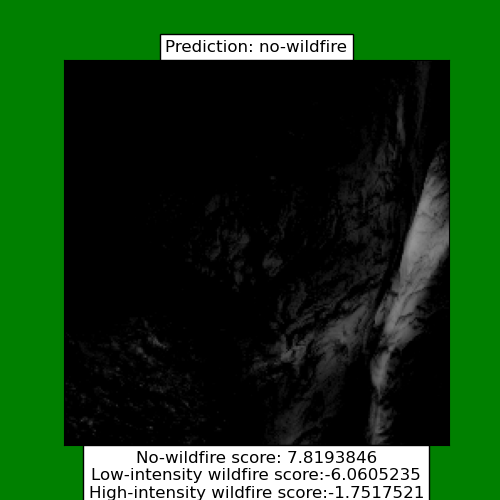 Prediction: no-wildfire
No-wildfire score: 7.8193846
Low-intensity wildfire score:-6.0605235
High-intensity wildfire score:-1.7517521